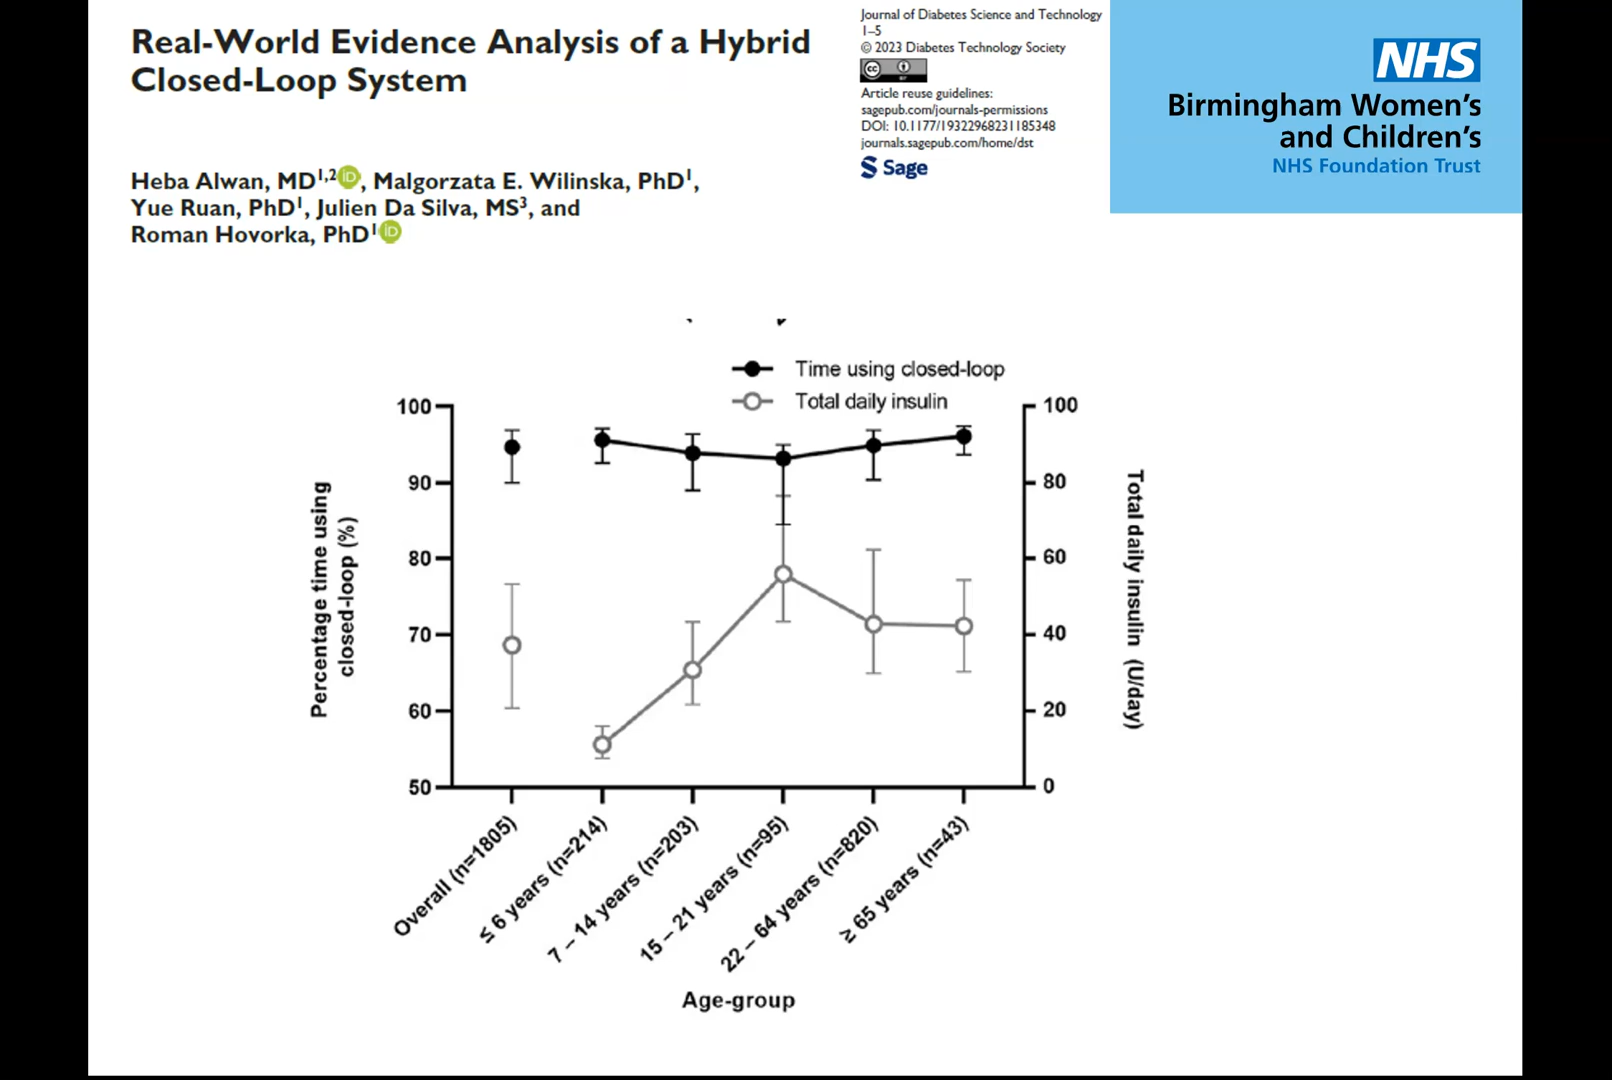 Real-World Evidence Analysis of a Hybrid
Closed-Loop System
Heba Alwan, MD1,2 iD, Malgorzata E. Wilinska, PhD1,
Yue Ruan, PhD1, Julien Da Silva, MS3, and
Roman Hovorka, PhD1 iD
Journal of Diabetes Science and Technology
1–5
© 2023 Diabetes Technology Society
cc BY
Article reuse guidelines:
sagepub.com/journals-permissions
DOI: 10.1177/19322968231185348
journals.sagepub.com/home/dst
Sage
NHS
Birmingham Women's
and Children's
NHS Foundation Trust
Time using closed-loop
Total daily insulin
Percentage time using
closed-loop (%)
100
90
80
70
60
50
100
80
60
40
20
0
Total daily insulin (U/day)
Overall (n=1805)
≤ 6 years (n=214)
7 – 14 years (n=203)
15 – 21 years (n=95)
22 – 64 years (n=820)
≥ 65 years (n=43)
Age-group